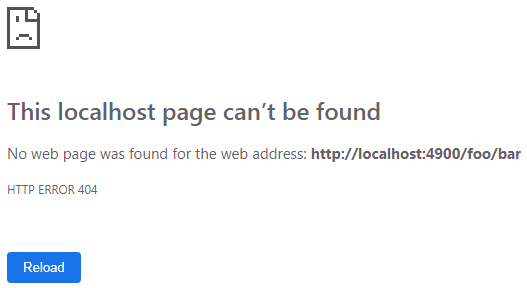 This localhost page can’t be found
No web page was found for the web address: http://localhost:4900/foo/bar
HTTP ERROR 404
Reload